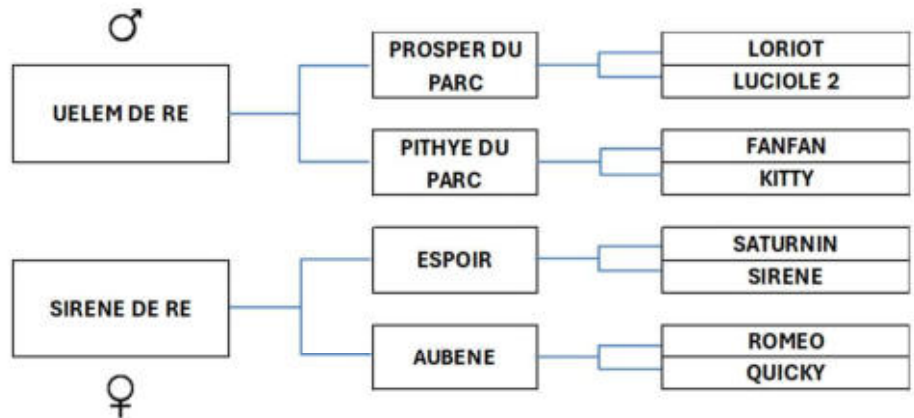 ♂
UELEM DE RE
PROSPER DU
PARC
LORIOT
LUCIOLE 2
PITHYE DU
PARC
FANFAN
KITTY
SIRENE DE RE
ESPOIR
SATURNIN
SIRENE
AUBENE
ROMEO
QUICKY
♀